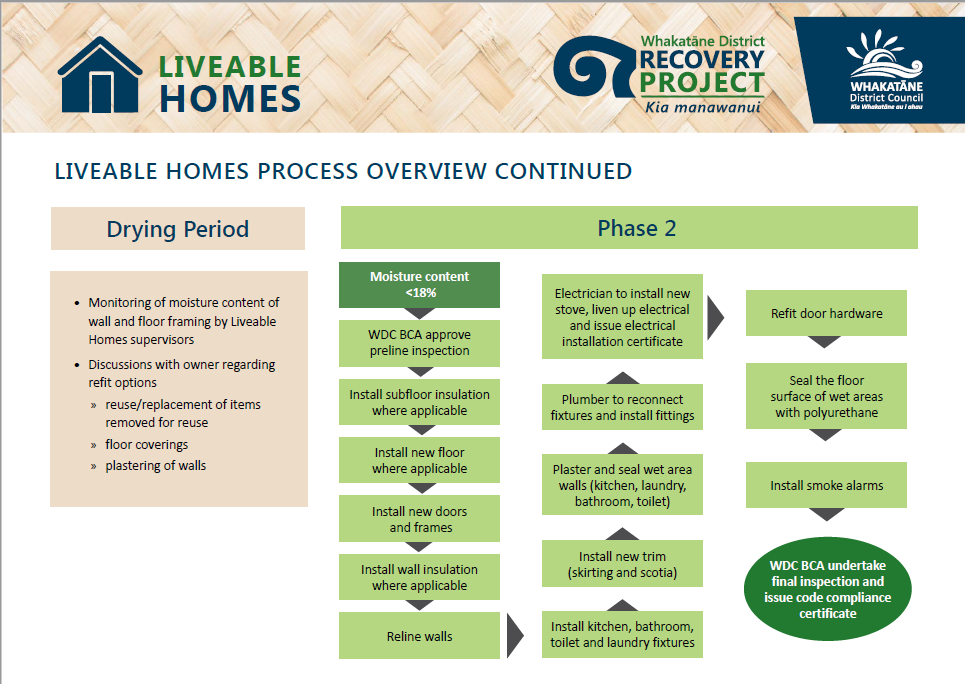 LIVEABLE
HOMES
Whakatāne District
RECOVERY
PROJECT
Kia manawanui
WHAKATĀNE
District Council
Kia Whakatāne au i ahau
LIVEABLE HOMES PROCESS OVERVIEW CONTINUED
Drying Period
• Monitoring of moisture content of
wall and floor framing by Liveable
Homes supervisors
• Discussions with owner regarding
refit options
» reuse/replacement of items
removed for reuse
» floor coverings
» plastering of walls
Phase 2
Moisture content
<18%
WDC BCA approve
preline inspection
Install subfloor insulation
where applicable
Install new floor
where applicable
Install new doors
and frames
Install wall insulation
where applicable
Reline walls
Install kitchen, bathroom,
toilet and laundry fixtures
Install new trim
(skirting and scotia)
Plaster and seal wet area
walls (kitchen, laundry,
bathroom, toilet)
Plumber to reconnect
fixtures and install fittings
Electrician to install new
stove, liven up electrical
and issue electrical
installation certificate
Refit door hardware
Seal the floor
surface of wet areas
with polyurethane
Install smoke alarms
WDC BCA undertake
final inspection and
issue code compliance
certificate